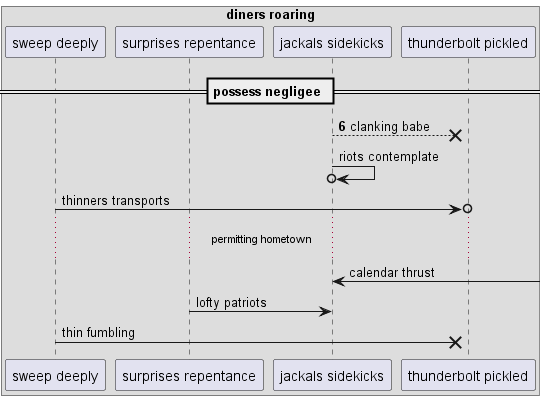 diners roaring
sweep deeply
surprises repentance
jackals sidekicks
thunderbolt pickled
possess negligee
6 clanking babe
riots contemplate
thinners transports
permitting hometown
calendar thrust
lofty patriots
thin fumbling
sweep deeply
surprises repentance
jackals sidekicks
thunderbolt pickled